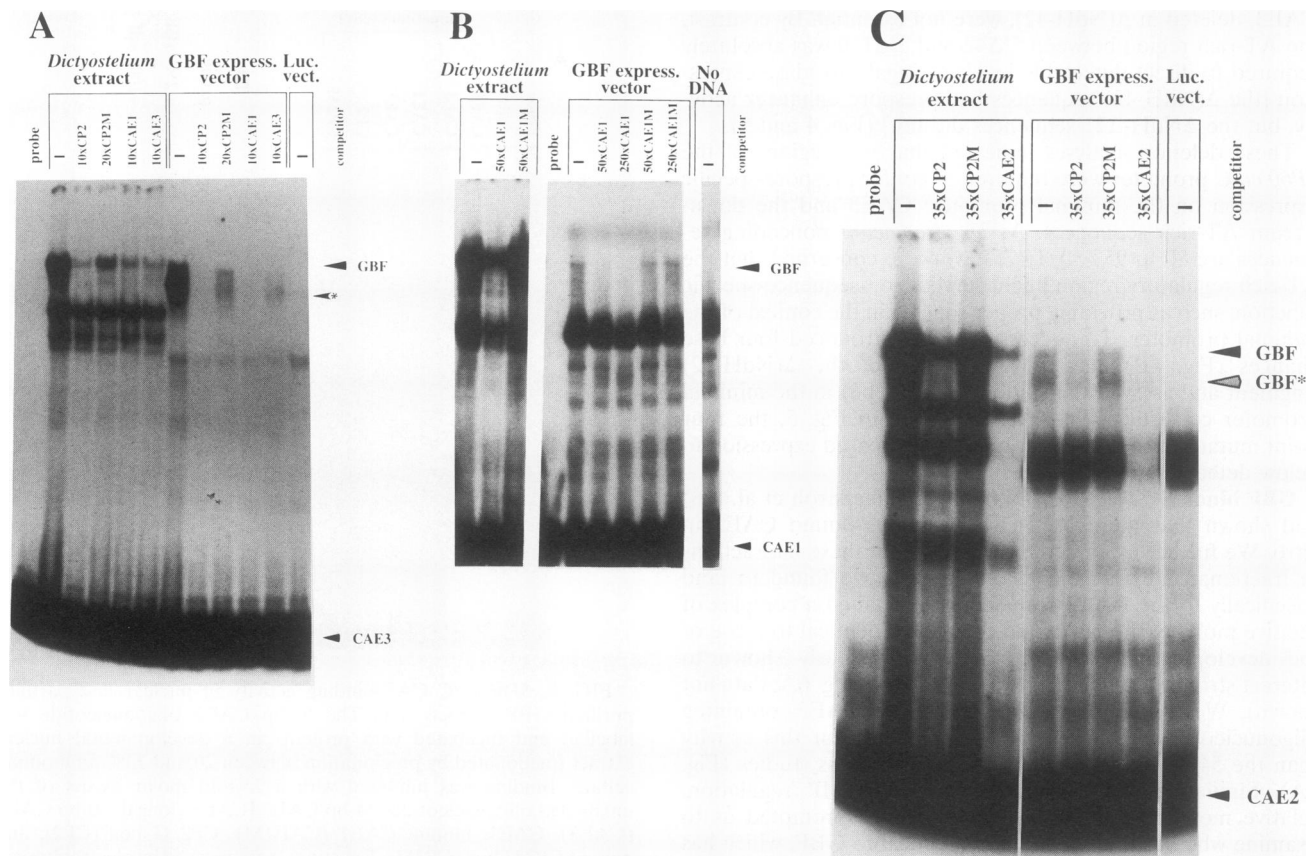 A
Dictyostelium extract
GBF express. vector
Luc. vect.
probe
–
10xCP2
20xCP2M
10xCAE1
10xCAE3
–
10xCP2
20xCP2M
10xCAE1
10xCAE3
–
competitor
GBF
*
CAE3
B
Dictyostelium extract
GBF express. vector
No DNA
–
50xCAE1
50xCAE1M
probe
–
50xCAE1
250xCAE1
50xCAE1M
250xCAE1M
–
competitor
GBF
CAE1
C
Dictyostelium extract
GBF express. vector
Luc. vect.
probe
–
35xCP2
35xCP2M
35xCAE2
–
35xCP2
35xCP2M
35xCAE2
–
competitor
GBF
GBF*
CAE2